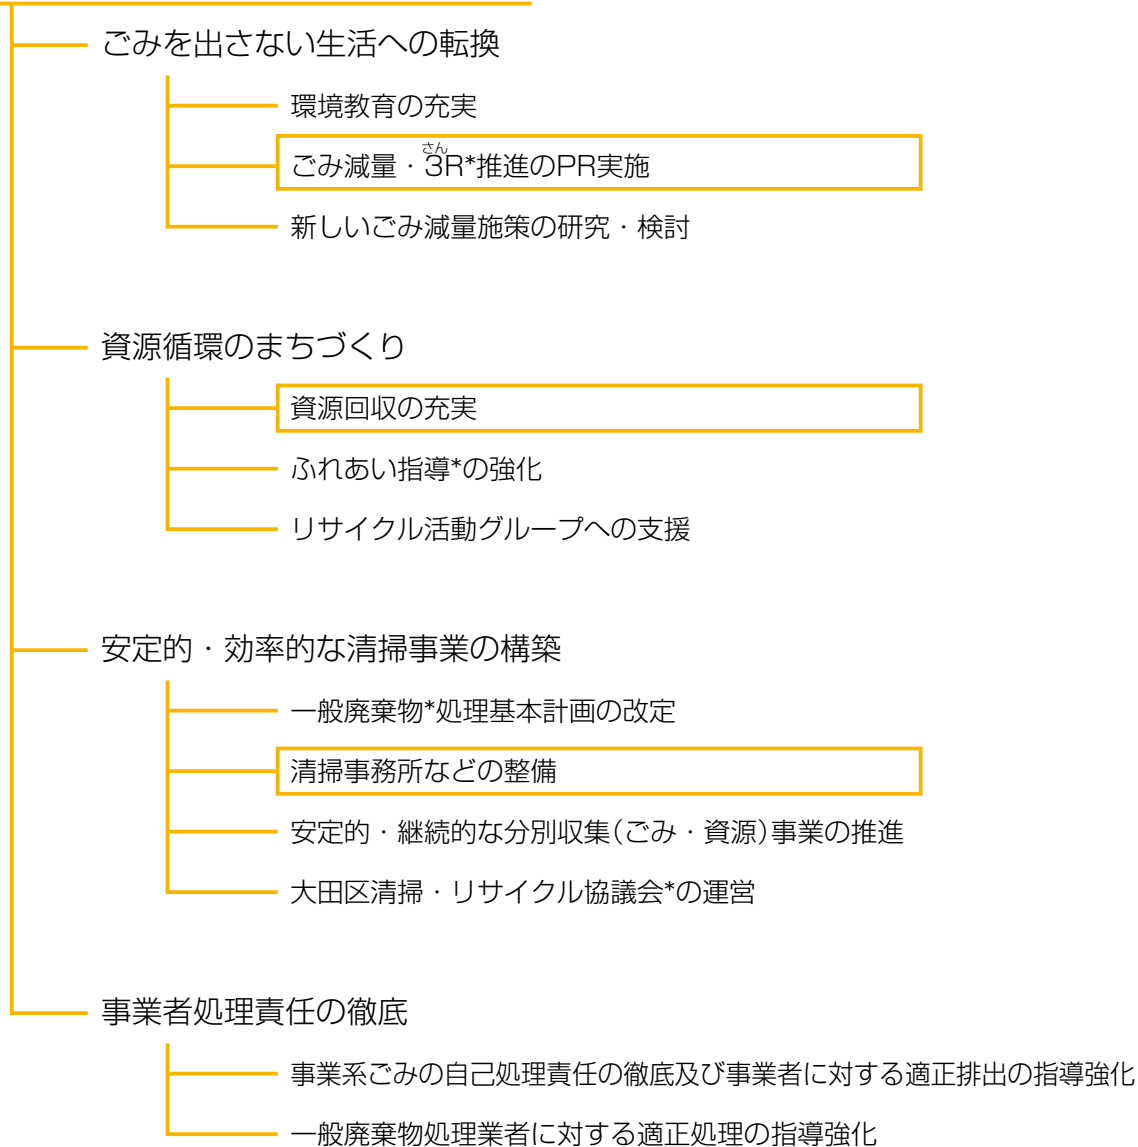 ごみを出さない生活への転換
環境教育の充実
さん
ごみ減量・3R*推進のPR実施
新しいごみ減量施策の研究・検討
資源循環のまちづくり
資源回収の充実
ふれあい指導*の強化
リサイクル活動グループへの支援
安定的・効率的な清掃事業の構築
一般廃棄物*処理基本計画の改定
清掃事務所などの整備
安定的・継続的な分別収集(ごみ・資源)事業の推進
大田区清掃・リサイクル協議会*の運営
事業者処理責任の徹底
事業系ごみの自己処理責任の徹底及び事業者に対する適正排出の指導強化
一般廃棄物処理業者に対する適正処理の指導強化